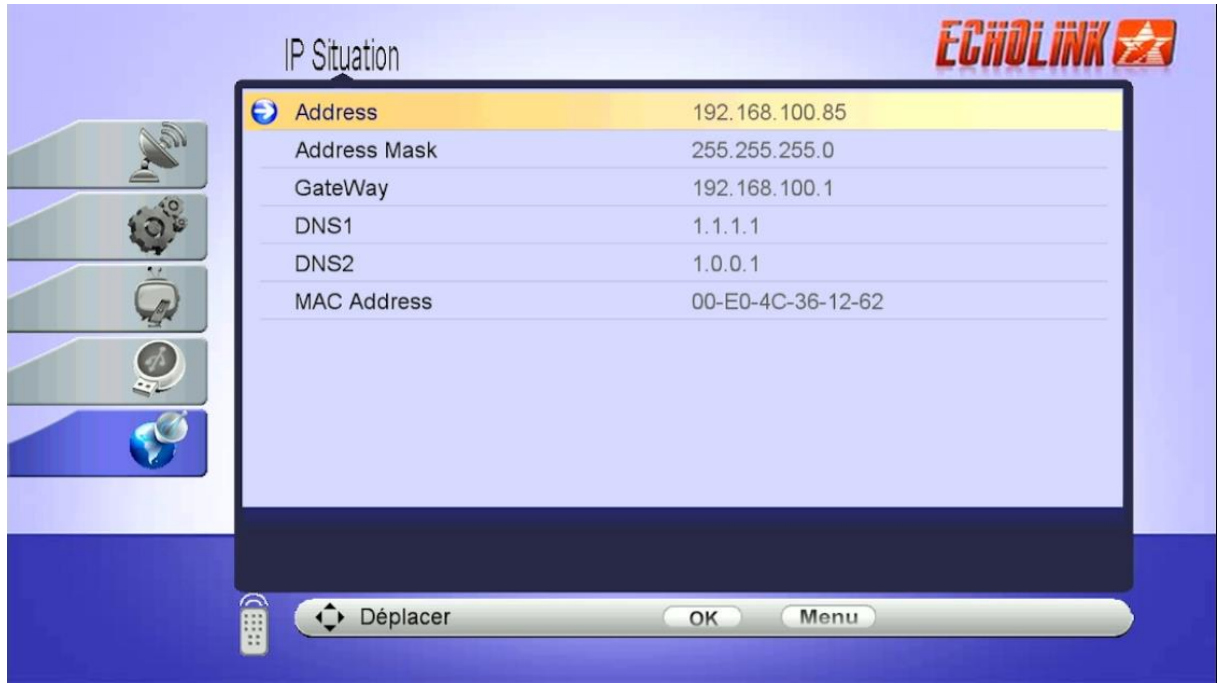 IP Situation
ECHOLINK
Address 192.168.100.85
Address Mask 255.255.255.0
GateWay 192.168.100.1
DNS1 1.1.1.1
DNS2 1.0.0.1
MAC Address 00-E0-4C-36-12-62
Déplacer OK Menu